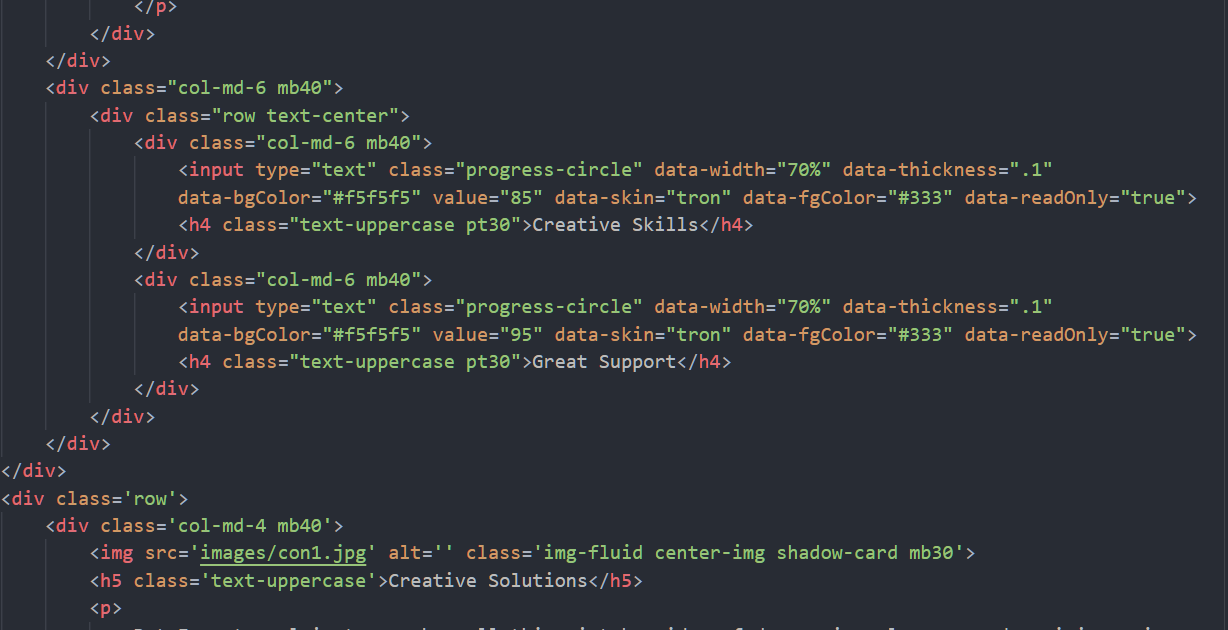 </p>
</div>
</div>
<div class="col-md-6 mb40">
<div class="row text-center">
<div class="col-md-6 mb40">
<input type="text" class="progress-circle" data-width="70%" data-thickness=".1"
data-bgColor="#f5f5f5" value="85" data-skin="tron" data-fgColor="#333" data-readOnly="true">
<h4 class="text-uppercase pt30">Creative Skills</h4>
</div>
<div class="col-md-6 mb40">
<input type="text" class="progress-circle" data-width="70%" data-thickness=".1"
data-bgColor="#f5f5f5" value="95" data-skin="tron" data-fgColor="#333" data-readOnly="true">
<h4 class="text-uppercase pt30">Great Support</h4>
</div>
</div>
</div>
</div>
<div class='row'>
<div class='col-md-4 mb40'>
<img src='images/con1.jpg' alt='' class='img-fluid center-img shadow-card mb30'>
<h5 class='text-uppercase'>Creative Solutions</h5>
<p>